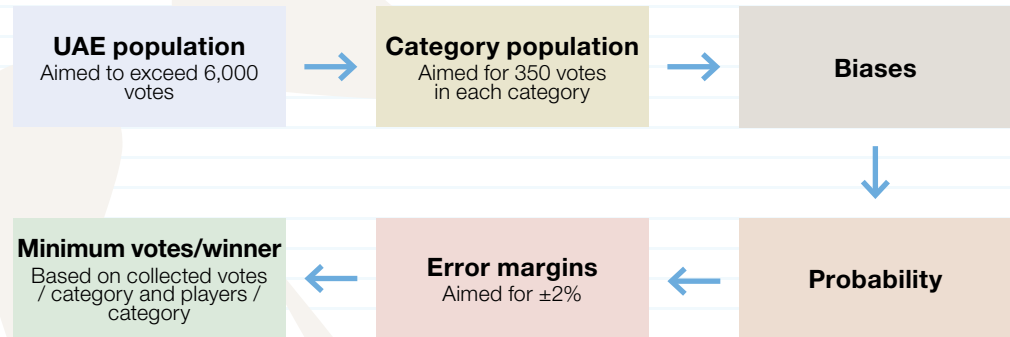 UAE population
Aimed to exceed 6,000
votes
Category population
Aimed for 350 votes
in each category
Biases
Minimum votes/winner
Based on collected votes
/ category and players /
category
Error margins
Aimed for ±2%
Probability